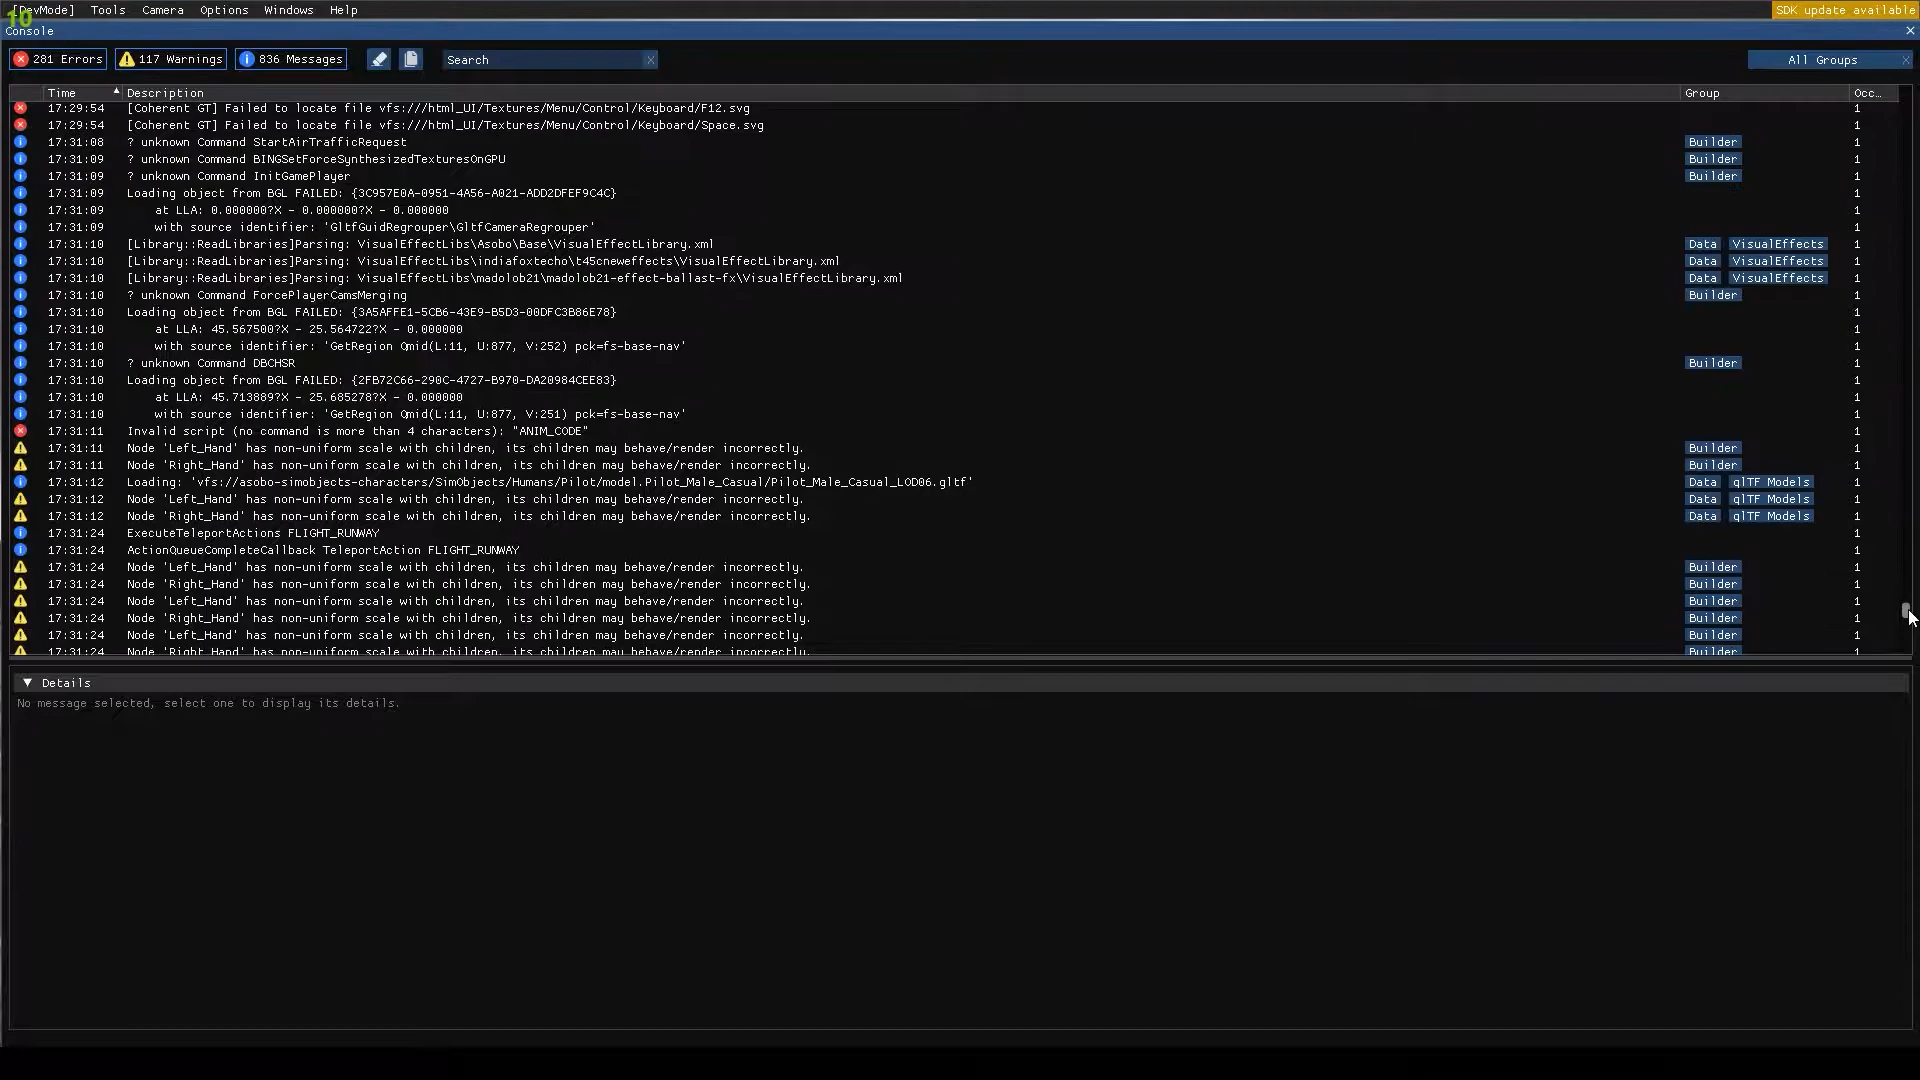 [DevMode] Tools Camera Options Windows Help SDK update available
10
Console
281 Errors 117 Warnings 836 Messages Search X All Groups X
Time Description Group Occ…
17:29:54 [Coherent GT] Failed to locate file vfs:///html_UI/Textures/Menu/Control/Keyboard/F12.svg 1
17:29:54 [Coherent GT] Failed to locate file vfs:///html_UI/Textures/Menu/Control/Keyboard/Space.svg 1
17:31:08 ? unknown Command StartAirTrafficRequest Builder 1
17:31:09 ? unknown Command BINGSetForceSynthesizedTexturesOnGPU Builder 1
17:31:09 ? unknown Command InitGamePlayer Builder 1
17:31:09 Loading object from BGL FAILED: {3C957E0A-0951-4A56-A021-ADD2DFEF9C4C} 1
17:31:09 at LLA: 0.000000?X - 0.000000?X - 0.000000 1
17:31:09 with source identifier: 'GltfGuidRegrouper\GltfCameraRegrouper' 1
17:31:10 [Library::ReadLibraries]Parsing: VisualEffectLibs\Asobo\Base\VisualEffectLibrary.xml Data VisualEffects 1
17:31:10 [Library::ReadLibraries]Parsing: VisualEffectLibs\indiafoxtecho\t45cneweffects\VisualEffectLibrary.xml Data VisualEffects 1
17:31:10 [Library::ReadLibraries]Parsing: VisualEffectLibs\madolob21\madolob21-effect-ballast-fx\VisualEffectLibrary.xml Data VisualEffects 1
17:31:10 ? unknown Command ForcePlayerCamsMerging Builder 1
17:31:10 Loading object from BGL FAILED: {3A5AFFE1-5CB6-43E9-B5D3-00DFC3B86E78} 1
17:31:10 at LLA: 45.567500?X - 25.564722?X - 0.000000 1
17:31:10 with source identifier: 'GetRegion Qmid(L:11, U:877, V:252) pck=fs-base-nav' 1
17:31:10 ? unknown Command DBCHSR Builder 1
17:31:10 Loading object from BGL FAILED: {2FB72C66-290C-4727-B970-DA20984CEE83} 1
17:31:10 at LLA: 45.713889?X - 25.685278?X - 0.000000 1
17:31:10 with source identifier: 'GetRegion Qmid(L:11, U:877, V:251) pck=fs-base-nav' 1
17:31:11 Invalid script (no command is more than 4 characters): "ANIM_CODE" 1
17:31:11 Node 'Left_Hand' has non-uniform scale with children, its children may behave/render incorrectly. Builder 1
17:31:11 Node 'Right_Hand' has non-uniform scale with children, its children may behave/render incorrectly. Builder 1
17:31:12 Loading: 'vfs://asobo-simobjects-characters/SimObjects/Humans/Pilot/model.Pilot_Male_Casual/Pilot_Male_Casual_LOD06.gltf' Data glTF Models 1
17:31:12 Node 'Left_Hand' has non-uniform scale with children, its children may behave/render incorrectly. Data glTF Models 1
17:31:12 Node 'Right_Hand' has non-uniform scale with children, its children may behave/render incorrectly. Data glTF Models 1
17:31:24 ExecuteTeleportActions FLIGHT_RUNWAY 1
17:31:24 ActionQueueCompleteCallback TeleportAction FLIGHT_RUNWAY 1
17:31:24 Node 'Left_Hand' has non-uniform scale with children, its children may behave/render incorrectly. Builder 1
17:31:24 Node 'Right_Hand' has non-uniform scale with children, its children may behave/render incorrectly. Builder 1
17:31:24 Node 'Left_Hand' has non-uniform scale with children, its children may behave/render incorrectly. Builder 1
17:31:24 Node 'Right_Hand' has non-uniform scale with children, its children may behave/render incorrectly. Builder 1
17:31:24 Node 'Left_Hand' has non-uniform scale with children, its children may behave/render incorrectly. Builder 1
17:31:24 Node 'Right_Hand' has non-uniform scale with children, its children may behave/render incorrectly. Builder 1
Details
No message selected, select one to display its details.